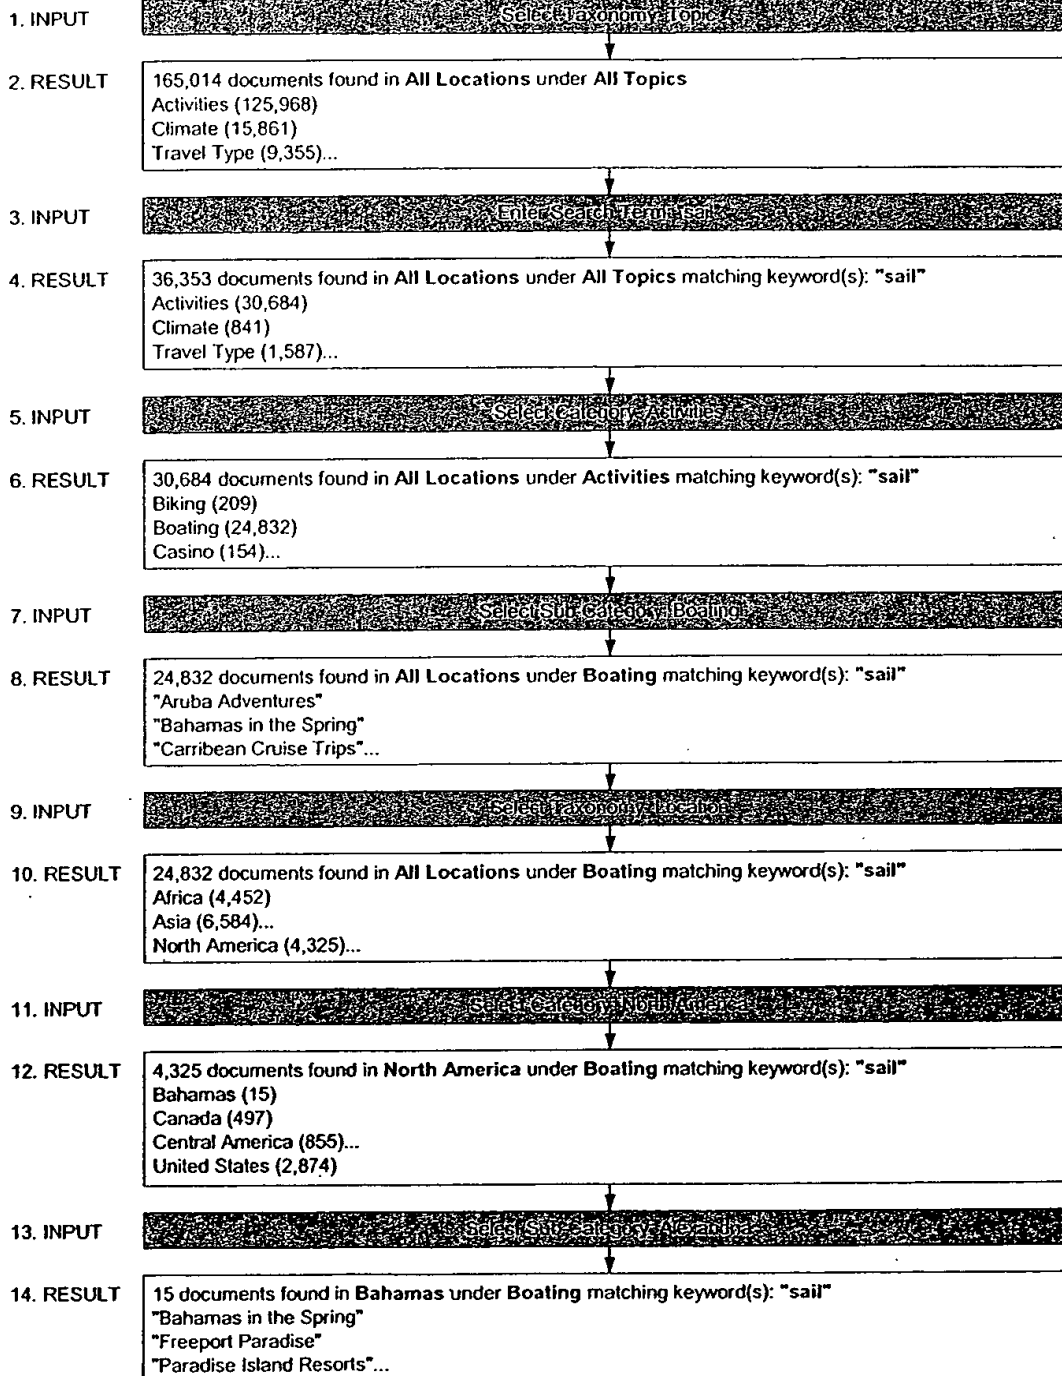 1. INPUT
Select Taxonomy: Topic
2. RESULT
165,014 documents found in All Locations under All Topics
Activities (125,968)
Climate (15,861)
Travel Type (9,355)...
3. INPUT
Enter Search Term: "sail"
4. RESULT
36,353 documents found in All Locations under All Topics matching keyword(s): "sail"
Activities (30,684)
Climate (841)
Travel Type (1,587)...
5. INPUT
Select Category: Activities
6. RESULT
30,684 documents found in All Locations under Activities matching keyword(s): "sail"
Biking (209)
Boating (24,832)
Casino (154)...
7. INPUT
Select Sub-Category: Boating
8. RESULT
24,832 documents found in All Locations under Boating matching keyword(s): "sail"
"Aruba Adventures"
"Bahamas in the Spring"
"Carribean Cruise Trips"...
9. INPUT
Select Taxonomy: Location
10. RESULT
24,832 documents found in All Locations under Boating matching keyword(s): "sail"
Africa (4,452)
Asia (6,584)...
North America (4,325)...
11. INPUT
Select Category: North America
12. RESULT
4,325 documents found in North America under Boating matching keyword(s): "sail"
Bahamas (15)
Canada (497)
Central America (855)...
United States (2,874)
13. INPUT
Select Sub-Category:
14. RESULT
15 documents found in Bahamas under Boating matching keyword(s): "sail"
"Bahamas in the Spring"
"Freeport Paradise"
"Paradise Island Resorts"...